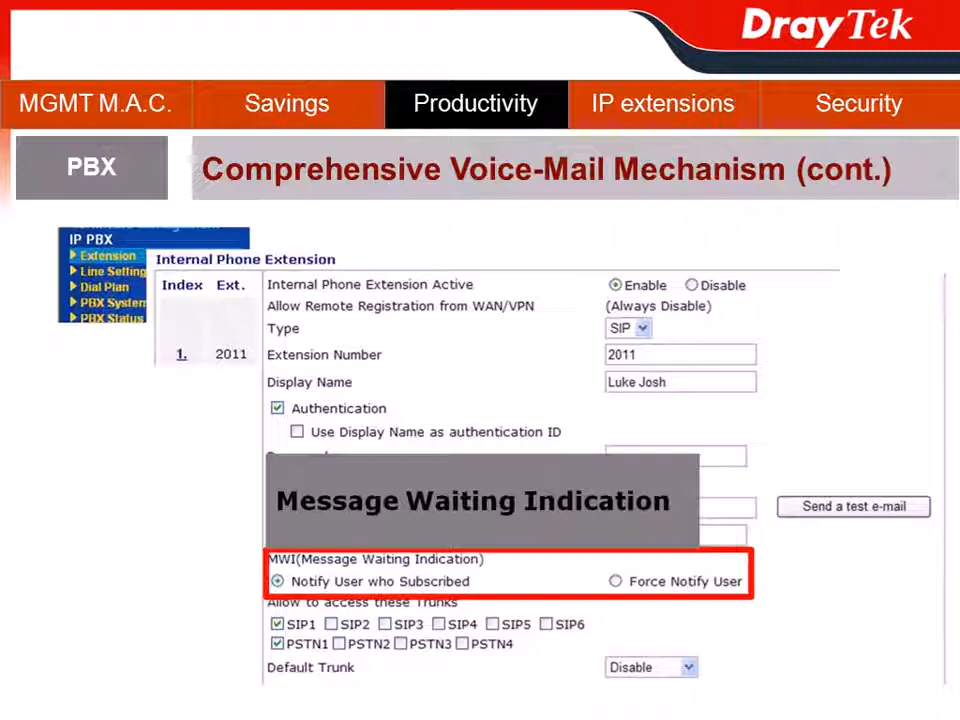 DrayTek
MGMT M.A.C. Savings Productivity IP extensions Security
PBX Comprehensive Voice-Mail Mechanism (cont.)
IP PBX
Extension
Line Setting
Dial Plan
PBX System
PBX Status
Internal Phone Extension
Index Ext.
1. 2011
Internal Phone Extension Active Enable Disable
Allow Remote Registration from WAN/VPN (Always Disable)
Type SIP
Extension Number 2011
Display Name Luke Josh
Authentication
Use Display Name as authentication ID
Message Waiting Indication
Send a test e-mail
MWI(Message Waiting Indication)
Notify User who Subscribed Force Notify User
Allow to access these Trunks
SIP1 SIP2 SIP3 SIP4 SIP5 SIP6
PSTN1 PSTN2 PSTN3 PSTN4
Default Trunk Disable